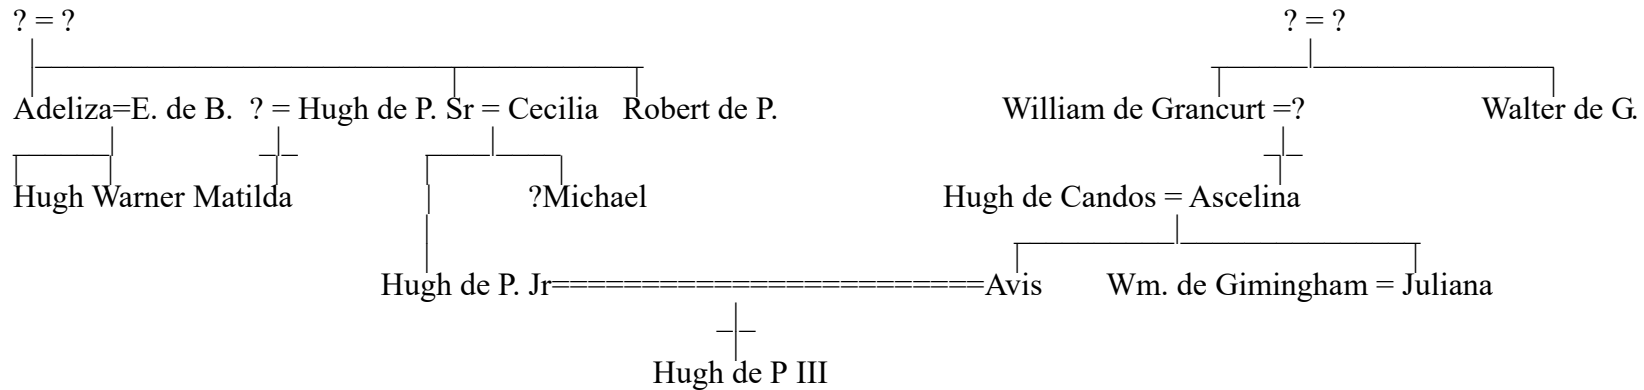 ? = ? ? = ?
Adeliza=E. de B. ? = Hugh de P. Sr = Cecilia Robert de P. William de Grancurt =? Walter de G.
Hugh Warner Matilda ?Michael Hugh de Candos = Ascelina
Hugh de P. Jr=======================Avis Wm. de Gimingham = Juliana
Hugh de P III